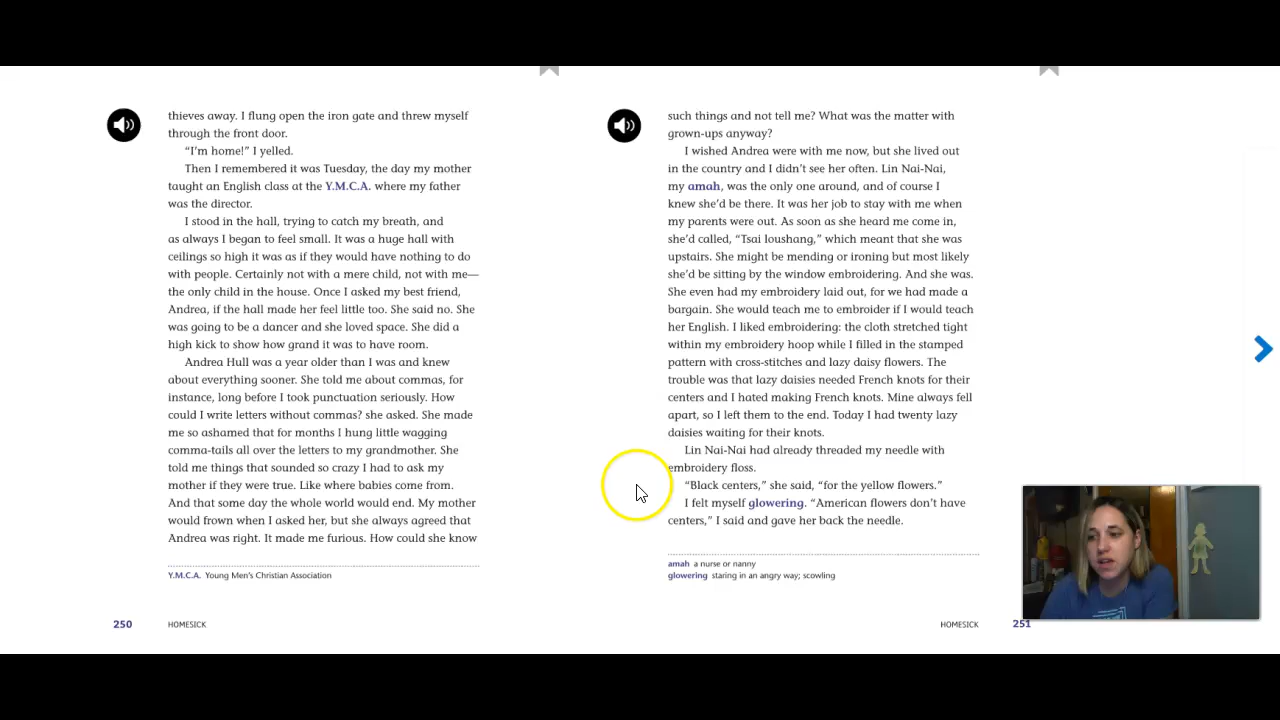 thieves away. I flung open the iron gate and threw myself
through the front door.
“I’m home!” I yelled.
Then I remembered it was Tuesday, the day my mother
taught an English class at the Y.M.C.A. where my father
was the director.
I stood in the hall, trying to catch my breath, and
as always I began to feel small. It was a huge hall with
ceilings so high it was as if they would have nothing to do
with people. Certainly not with a mere child, not with me—
the only child in the house. Once I asked my best friend,
Andrea, if the hall made her feel little too. She said no. She
was going to be a dancer and she loved space. She did a
high kick to show how grand it was to have room.
Andrea Hull was a year older than I was and knew
about everything sooner. She told me about commas, for
instance, long before I took punctuation seriously. How
could I write letters without commas? she asked. She made
me so ashamed that for months I hung little wagging
comma-tails all over the letters to my grandmother. She
told me things that sounded so crazy I had to ask my
mother if they were true. Like where babies come from.
And that some day the whole world would end. My mother
would frown when I asked her, but she always agreed that
Andrea was right. It made me furious. How could she know
Y.M.C.A. Young Men’s Christian Association
250 HOMESICK
such things and not tell me? What was the matter with
grown-ups anyway?
I wished Andrea were with me now, but she lived out
in the country and I didn’t see her often. Lin Nai-Nai,
my amah, was the only one around, and of course I
knew she’d be there. It was her job to stay with me when
my parents were out. As soon as she heard me come in,
she’d called, “Tsai loushang,” which meant that she was
upstairs. She might be mending or ironing but most likely
she’d be sitting by the window embroidering. And she was.
She even had my embroidery laid out, for we had made a
bargain. She would teach me to embroider if I would teach
her English. I liked embroidering: the cloth stretched tight
within my embroidery hoop while I filled in the stamped
pattern with cross-stitches and lazy daisy flowers. The
trouble was that lazy daisies needed French knots for their
centers and I hated making French knots. Mine always fell
apart, so I left them to the end. Today I had twenty lazy
daisies waiting for their knots.
Lin Nai-Nai had already threaded my needle with
embroidery floss.
“Black centers,” she said, “for the yellow flowers.”
I felt myself glowering. “American flowers don’t have
centers,” I said and gave her back the needle.
amah a nurse or nanny
glowering staring in an angry way; scowling
HOMESICK 251